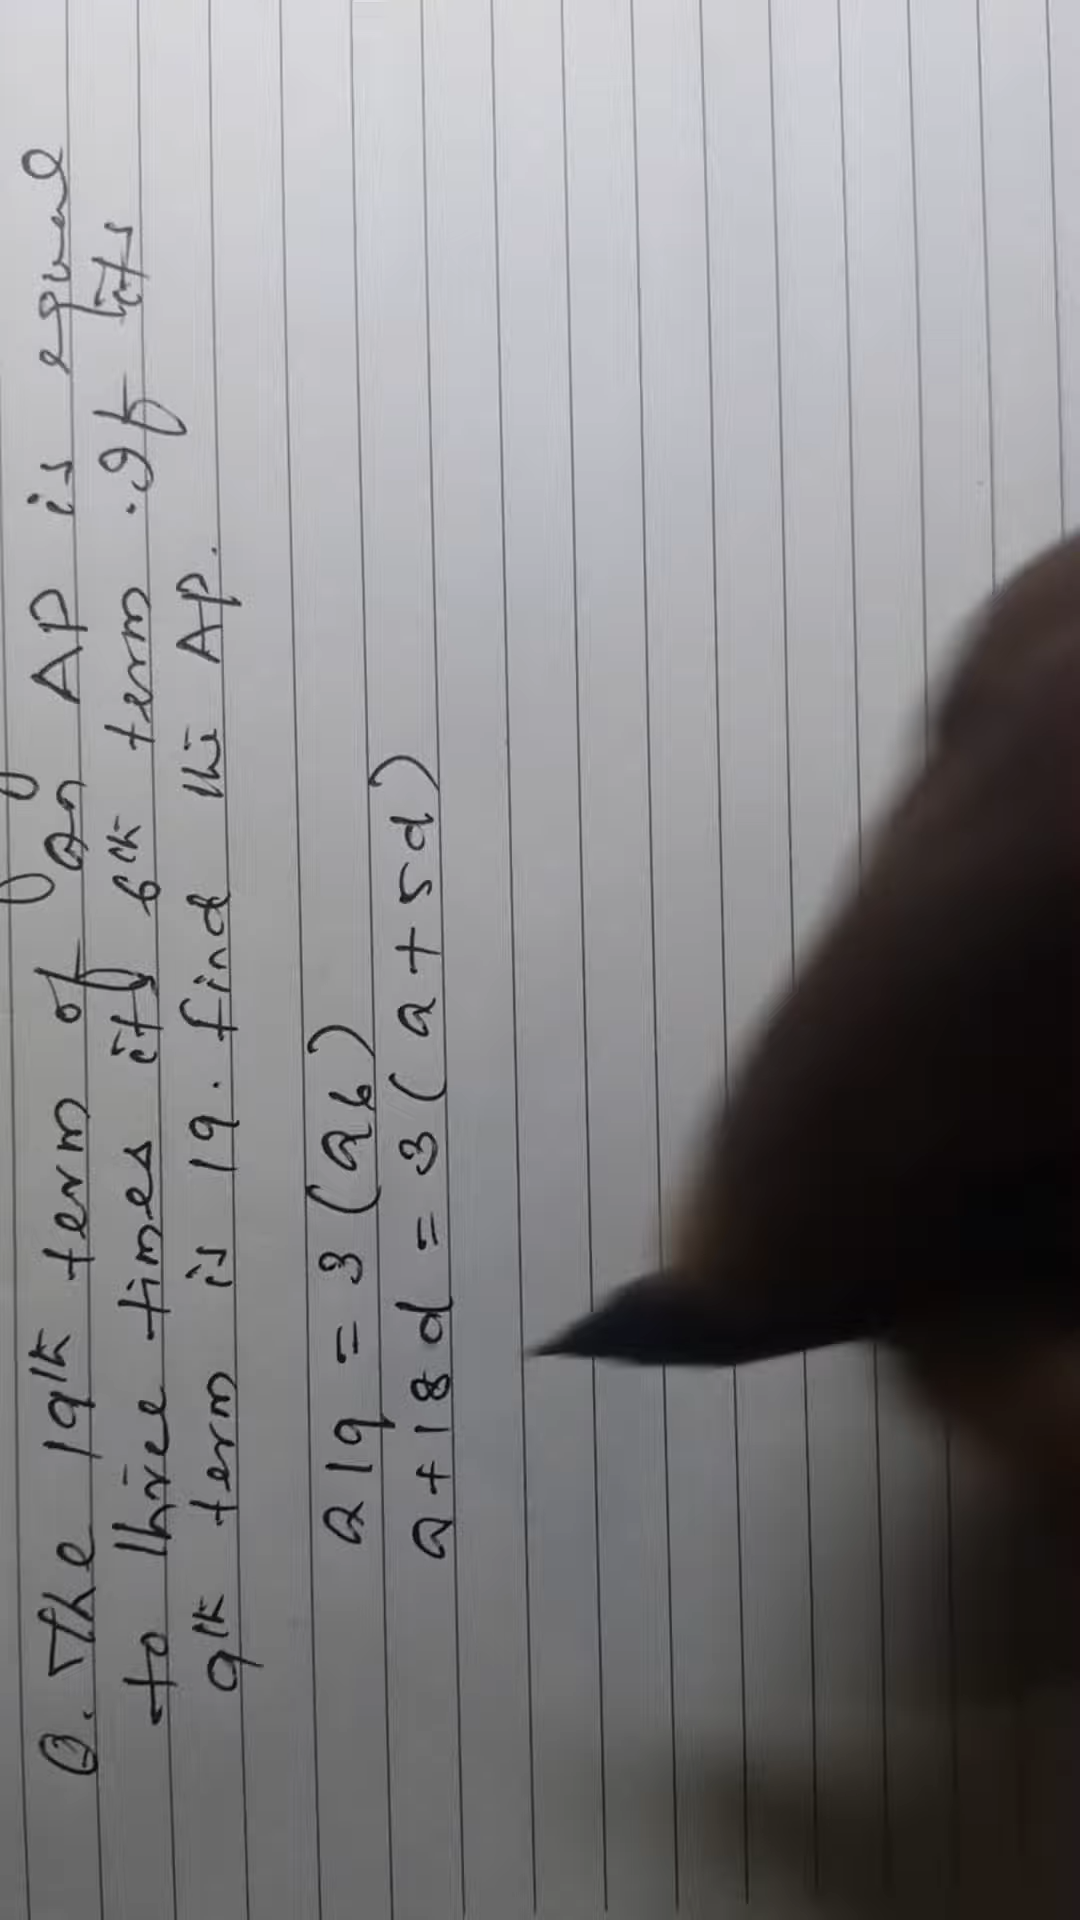 Q. The 19th term of an AP is equal
to thrice times its 6th term. If its
9th term is 19. find the AP.
a19 = 3(a6)
a+18d = 3(a+5d)